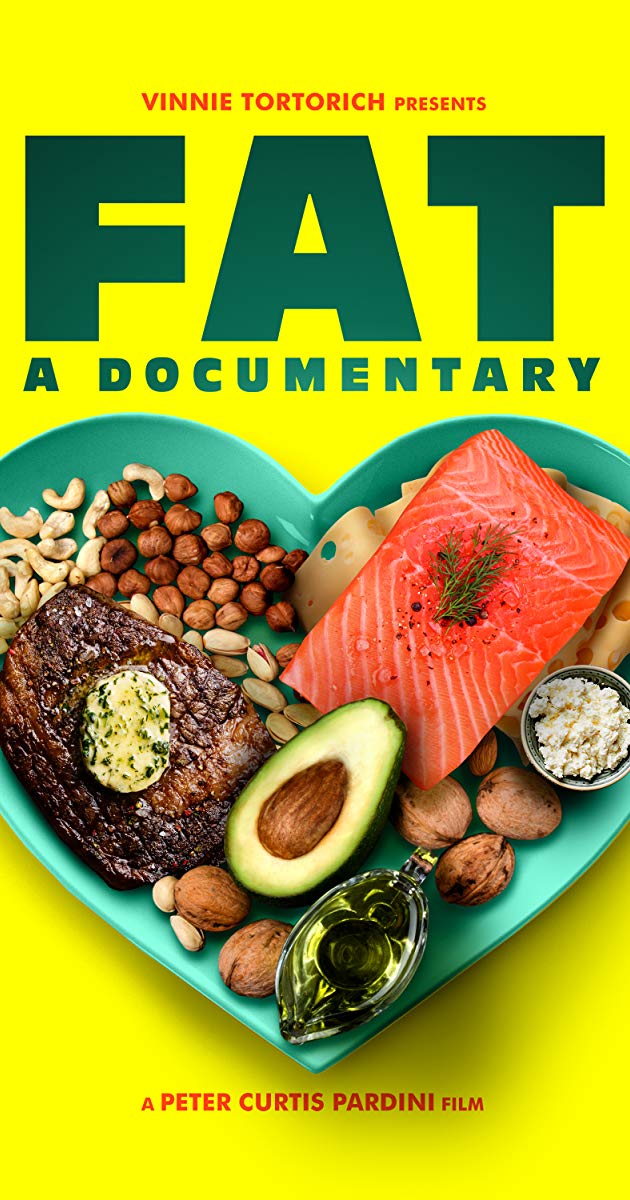 VINNIE TORTORICH PRESENTS
FAT
A DOCUMENTARY
A PETER CURTIS PARDINI FILM